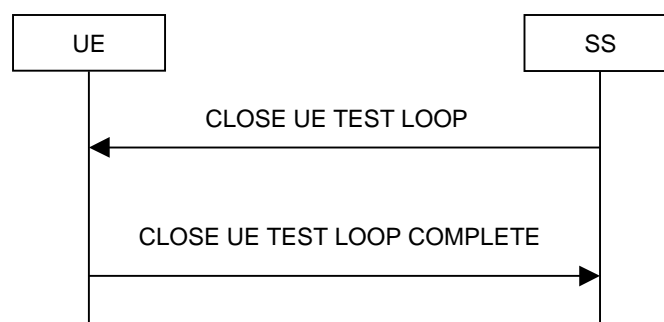 UE
SS
CLOSE UE TEST LOOP
CLOSE UE TEST LOOP COMPLETE